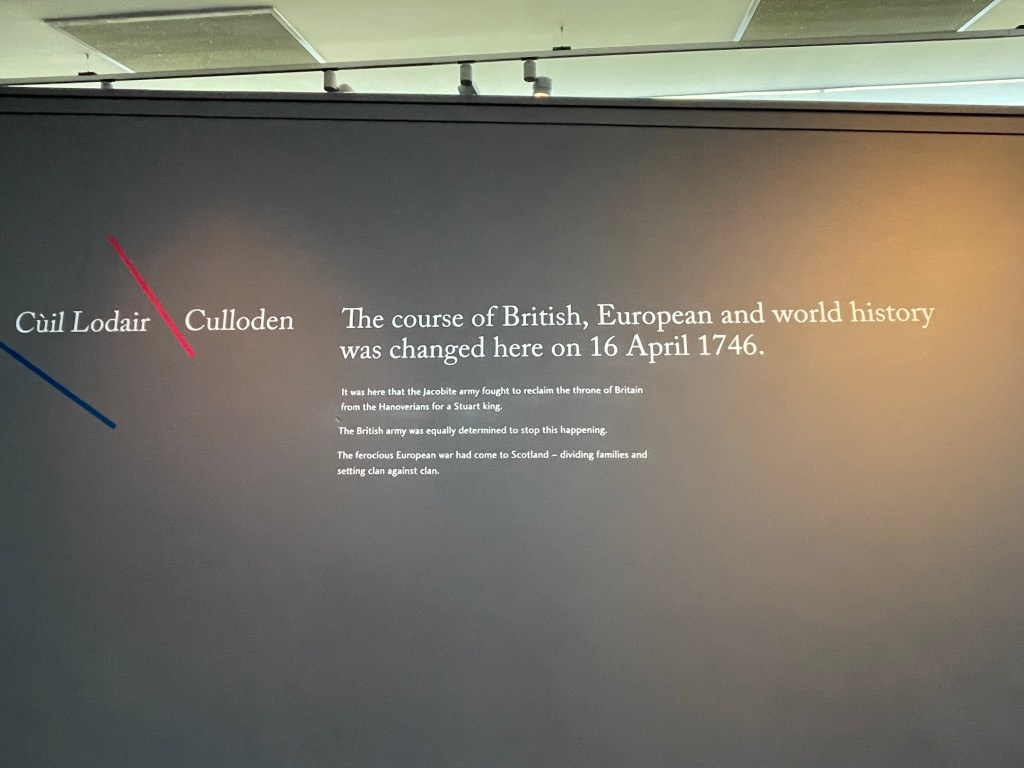 Cùil Lodair
Culloden
The course of British, European and world history
was changed here on 16 April 1746.
It was here that the Jacobite army fought to reclaim the throne of Britain
from the Hanoverians for a Stuart king.
The British army was equally determined to stop this happening.
The ferocious European war had come to Scotland – dividing families and
setting clan against clan.